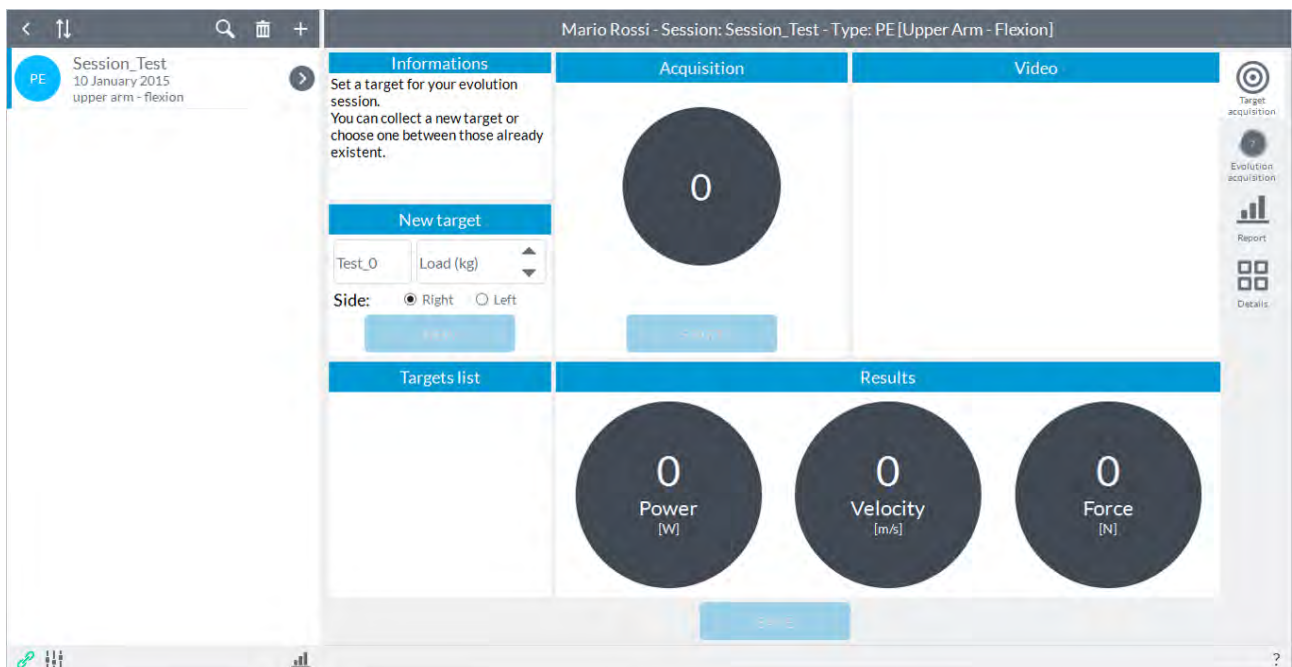 Mario Rossi - Session: Session_Test - Type: PE [Upper Arm - Flexion]
PE
Session_Test
10 January 2015
upper arm - flexion
Informations
Set a target for your evolution
session.
You can collect a new target or
choose one between those already
existent.
New target
Test_0
Load (kg)
Side:
Right
Left
Targets list
Acquisition
0
Video
Results
0
Power
[W]
0
Velocity
[m/s]
0
Force
[N]
Target
acquisition
Evolution
acquisition
Report
Details
?